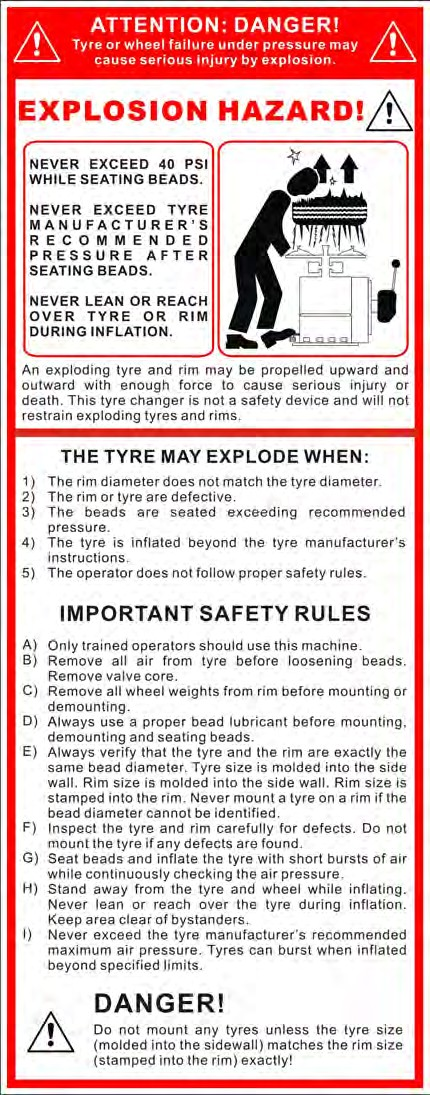 ATTENTION: DANGER!
Tyre or wheel failure under pressure may
cause serious injury by explosion.
EXPLOSION HAZARD!
NEVER EXCEED 40 PSI
WHILE SEATING BEADS.
NEVER EXCEED TYRE
MANUFACTURER'S
RECOMMENDED
PRESSURE AFTER
SEATING BEADS.
NEVER LEAN OR REACH
OVER TYRE OR RIM
DURING INFLATION.
An exploding tyre and rim may be propelled upward and
outward with enough force to cause serious injury or
death. This tyre changer is not a safety device and will not
restrain exploding tyres and rims.
THE TYRE MAY EXPLODE WHEN:
1) The rim diameter does not match the tyre diameter.
2) The rim or tyre are defective.
3) The beads are seated exceeding recommended
pressure.
4) The tyre is inflated beyond the tyre manufacturer's
instructions.
5) The operator does not follow proper safety rules.
IMPORTANT SAFETY RULES
A) Only trained operators should use this machine.
B) Remove all air from tyre before loosening beads.
Remove valve core.
C) Remove all wheel weights from rim before mounting or
demounting.
D) Always use a proper bead lubricant before mounting,
demounting and seating beads.
E) Always verify that the tyre and the rim are exactly the
same bead diameter. Tyre size is molded into the side
wall. Rim size is molded into the side wall. Rim size is
stamped into the rim. Never mount a tyre on a rim if the
bead diameter cannot be identified.
F) Inspect the tyre and rim carefully for defects. Do not
mount the tyre if any defects are found.
G) Seat beads and inflate the tyre with short bursts of air
while continuously checking the air pressure.
H) Stand away from the tyre and wheel while inflating.
Never lean or reach over the tyre during inflation.
Keep area clear of bystanders.
I) Never exceed the tyre manufacturer's recommended
maximum air pressure. Tyres can burst when inflated
beyond specified limits.
DANGER!
Do not mount any tyres unless the tyre size
(molded into the sidewall) matches the rim size
(stamped into the rim) exactly!